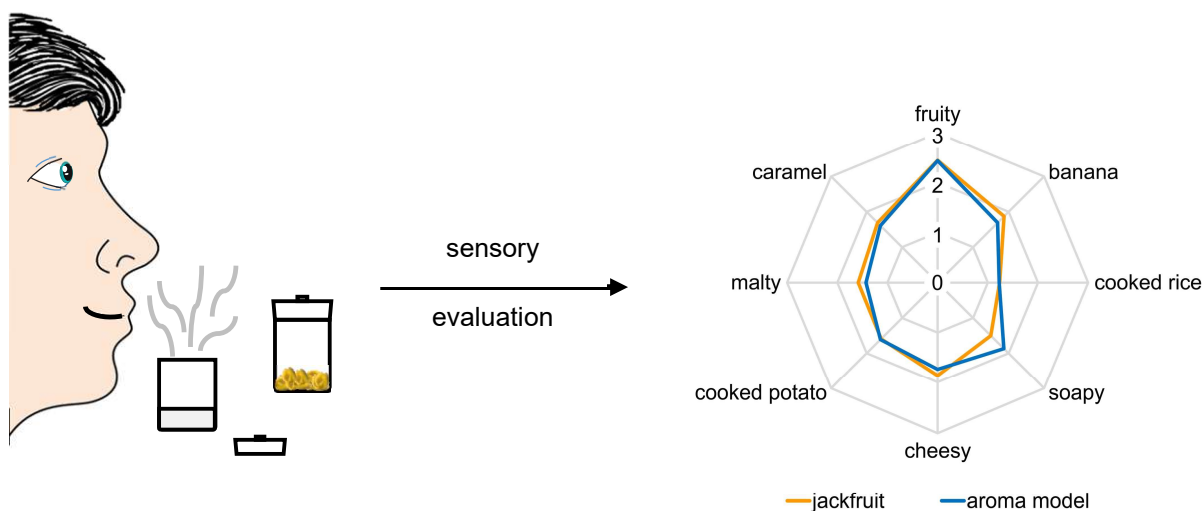 sensory
evaluation
fruity
3
caramel
banana
2
1
malty
0
cooked rice
cooked potato
soapy
cheesy
jackfruit
aroma model